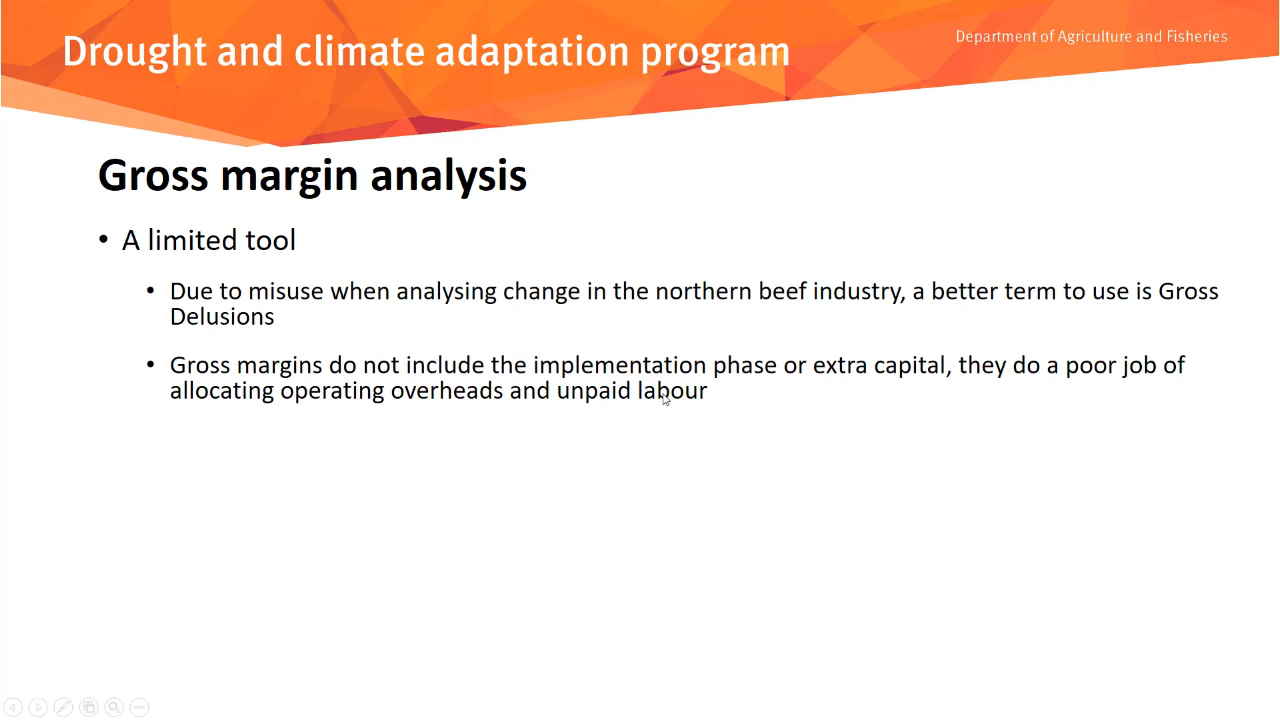 Drought and climate adaptation program
Department of Agriculture and Fisheries
Gross margin analysis
• A limited tool
• Due to misuse when analysing change in the northern beef industry, a better term to use is Gross
Delusions
• Gross margins do not include the implementation phase or extra capital, they do a poor job of
allocating operating overheads and unpaid labour